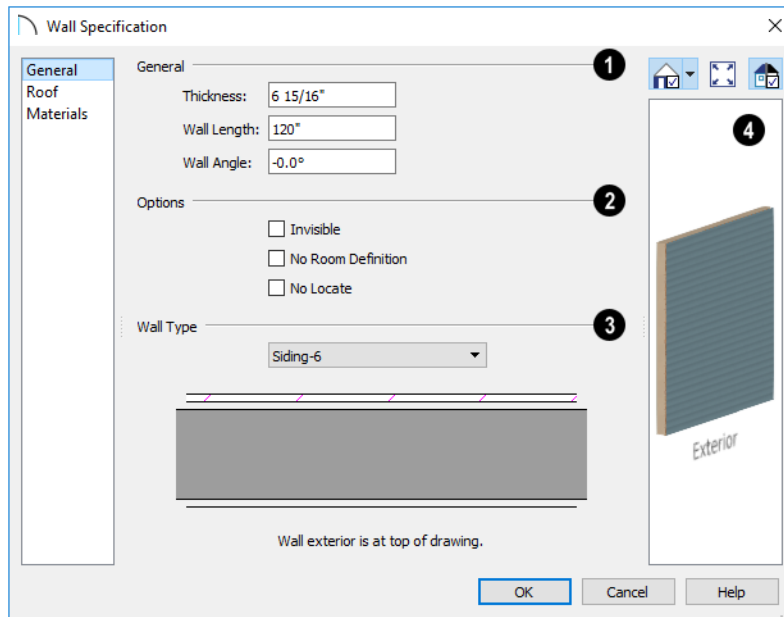 Wall Specification
General
Roof
Materials
General
1
Thickness: 6 15/16"
Wall Length: 120"
Wall Angle: -0.0°
Options
2
Invisible
No Room Definition
No Locate
Wall Type
3
Siding-6
Wall exterior is at top of drawing.
4
Exterior
OK Cancel Help